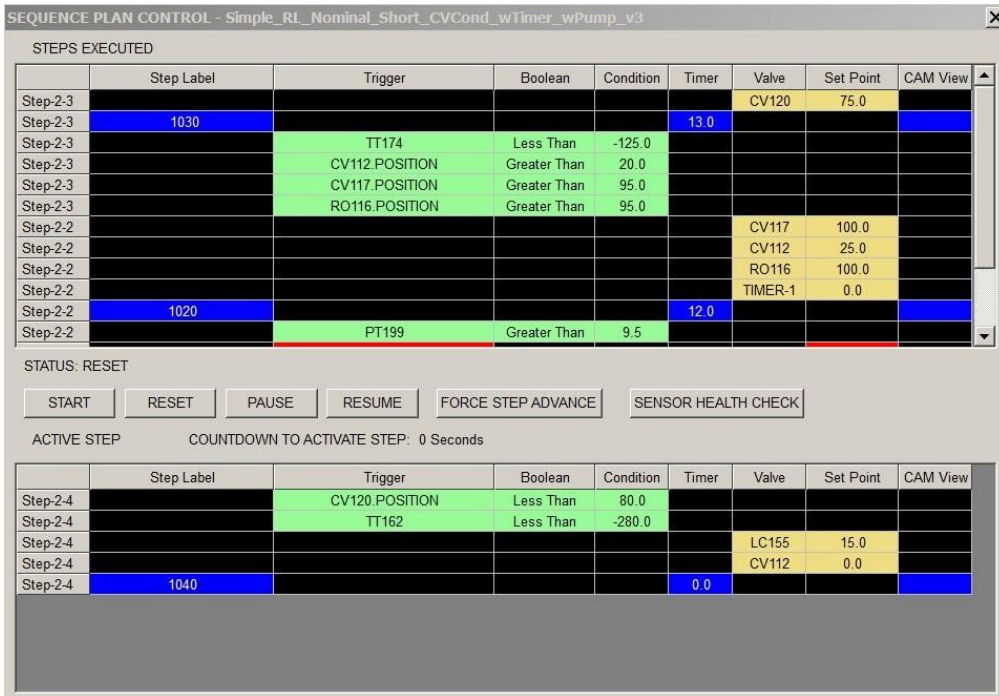 SEQUENCE PLAN CONTROL - Simple_RL_Nominal_Short_CVCond_wTimer_wPump_v3
STEPS EXECUTED
Step Label Trigger Boolean Condition Timer Valve Set Point CAM View
Step-2-3 CV120 75.0
Step-2-3 1030 13.0
Step-2-3 TT174 Less Than -125.0
Step-2-3 CV112.POSITION Greater Than 20.0
Step-2-3 CV117.POSITION Greater Than 95.0
Step-2-3 RO116.POSITION Greater Than 95.0
Step-2-2 CV117 100.0
Step-2-2 CV112 25.0
Step-2-2 RO116 100.0
Step-2-2 TIMER-1 0.0
Step-2-2 1020 12.0
Step-2-2 PT199 Greater Than 9.5
STATUS: RESET
START RESET PAUSE RESUME FORCE STEP ADVANCE SENSOR HEALTH CHECK
ACTIVE STEP COUNTDOWN TO ACTIVATE STEP: 0 Seconds
Step Label Trigger Boolean Condition Timer Valve Set Point CAM View
Step-2-4 CV120.POSITION Less Than 80.0
Step-2-4 TT162 Less Than -280.0
Step-2-4 LC155 15.0
Step-2-4 CV112 0.0
Step-2-4 1040 0.0